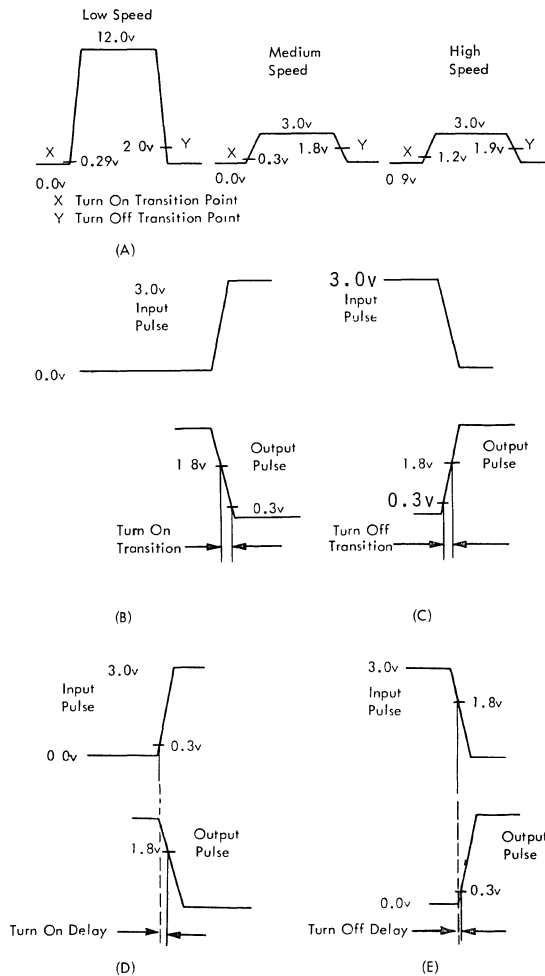 Low Speed
12.0v
Medium
Speed
High
Speed
3.0v
3.0v
X
0.29v
2 0v
Y
X
0.3v
1.8v
Y
X
1.2v
1.9v
Y
0.0v
0.0v
0 9v
X Turn On Transition Point
Y Turn Off Transition Point
(A)
3.0v
Input
Pulse
0.0v
3.0v
Input
Pulse
Output
Pulse
1 8v
0.3v
Turn On
Transition
Output
Pulse
1.8v
0.3v
Turn Off
Transition
(B)
(C)
3.0v
Input
Pulse
0.3v
0 0v
3.0v
Input
Pulse
1.8v
Output
Pulse
1.8v
Turn On Delay
Output
Pulse
0.3v
0.0v
Turn Off Delay
(D)
(E)